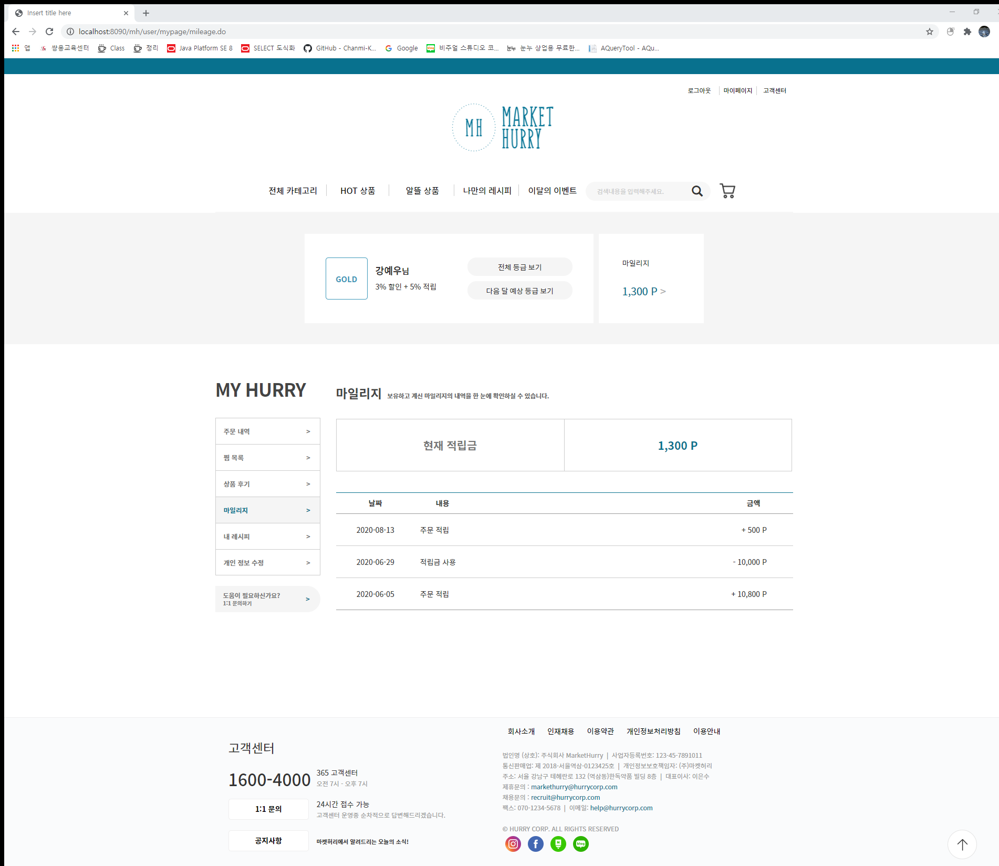 Insert title here
localhost:8090/mh/user/mypage/mileage.do
앱 쌍용교육센터 Class 정리 Java Platform SE 8 SELECT 도식화 GitHub - Chanmi-K... Google 비주얼 스튜디오 코... 눈누 상업용 무료한... AQueryTool - AQu...
로그아웃 마이페이지 고객센터
MH MARKET
HURRY
전체 카테고리 HOT 상품 알뜰 상품 나만의 레시피 이달의 이벤트 검색내용을 입력해주세요.
GOLD
강예우님
3% 할인 + 5% 적립
전체 등급 보기
다음 달 예상 등급 보기
마일리지
1,300 P >
MY HURRY
주문 내역 >
찜 목록 >
상품 후기 >
마일리지 >
내 레시피 >
개인 정보 수정 >
도움이 필요하신가요? >
1:1 문의하기
마일리지 보유하고 계신 마일리지의 내역을 한 눈에 확인하실 수 있습니다.
현재 적립금 1,300 P
날짜 내용 금액
2020-08-13 주문 적립 + 500 P
2020-06-29 적립금 사용 - 10,000 P
2020-06-05 주문 적립 + 10,800 P
고객센터
1600-4000
365 고객센터
오전 7시 - 오후 7시
1:1 문의
24시간 접수 가능
고객센터 운영중 순차적으로 답변해드리겠습니다.
공지사항
마켓허리에서 알려드리는 오늘의 소식!
회사소개 인재채용 이용약관 개인정보처리방침 이용안내
법인명 (상호): 주식회사 MarketHurry | 사업자등록번호: 123-45-7891011
통신판매업: 제 2018-서울역삼-0123425호 | 개인정보보호책임자: (주)마켓허리
주소: 서울 강남구 테헤란로 132 (역삼동)한독약품 빌딩 8층 | 대표이사: 이은수
제휴문의 : markethurry@hurrycorp.com
채용문의 : recruit@hurrycorp.com
팩스: 070-1234-5678 | 이메일: help@hurrycorp.com
© HURRY CORP. ALL RIGHTS RESERVED
f N blog